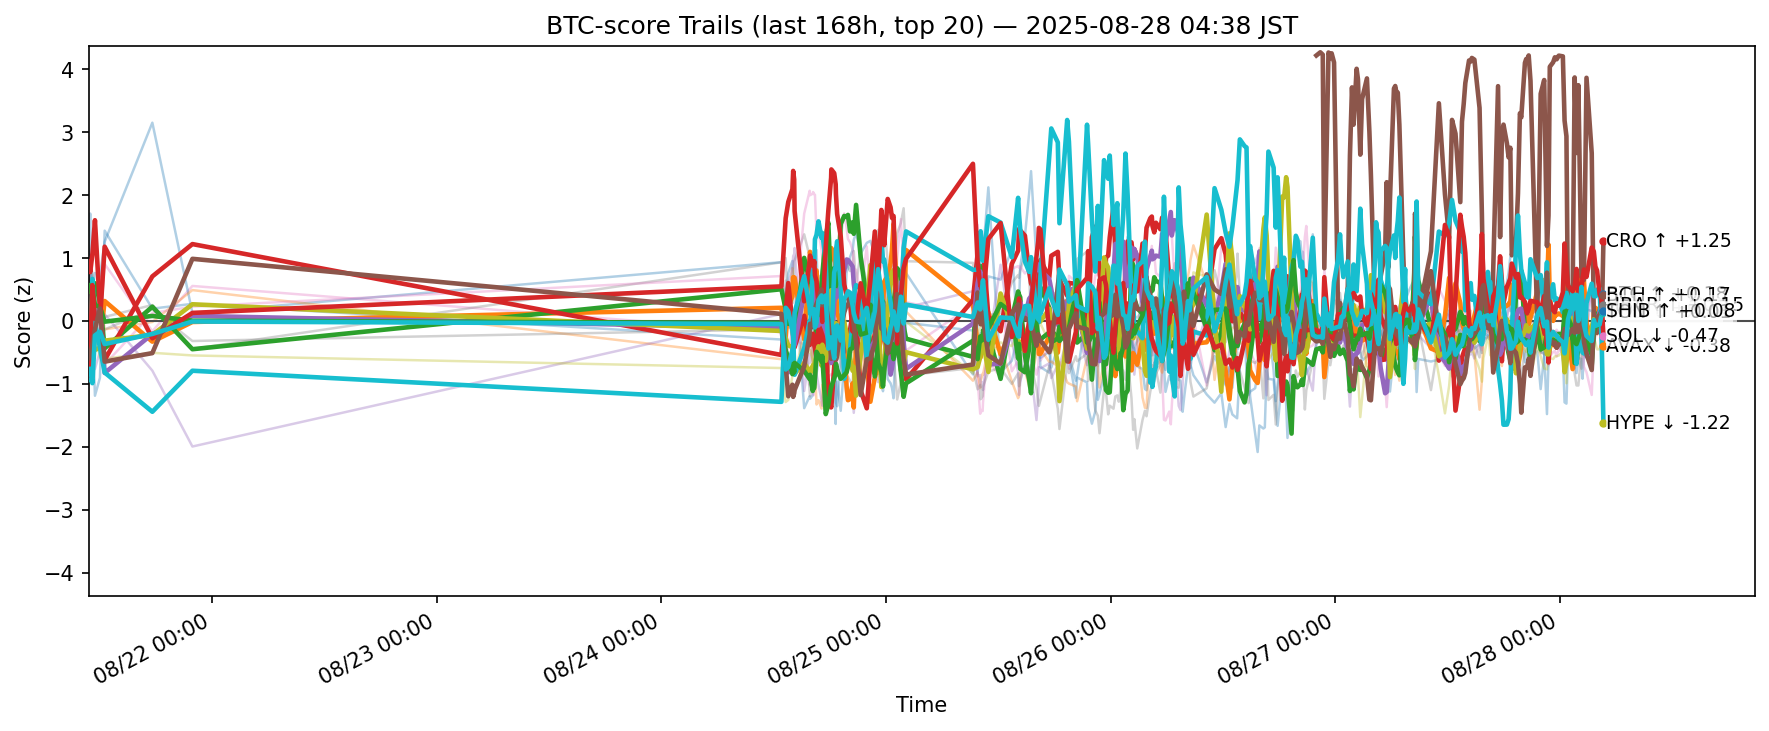 BTC-score Trails (last 168h, top 20) — 2025-08-28 04:38 JST
Score (z)
4
3
2
1
0
−1
−2
−3
−4
CRO ↑ +1.25
BCH ↑ +0.17
SHIB ↑ +0.08
SOL ↓ -0.47
AVAX ↓ -0.38
HYPE ↓ -1.22
08/22 00:00
08/23 00:00
08/24 00:00
08/25 00:00
08/26 00:00
08/27 00:00
08/28 00:00
Time